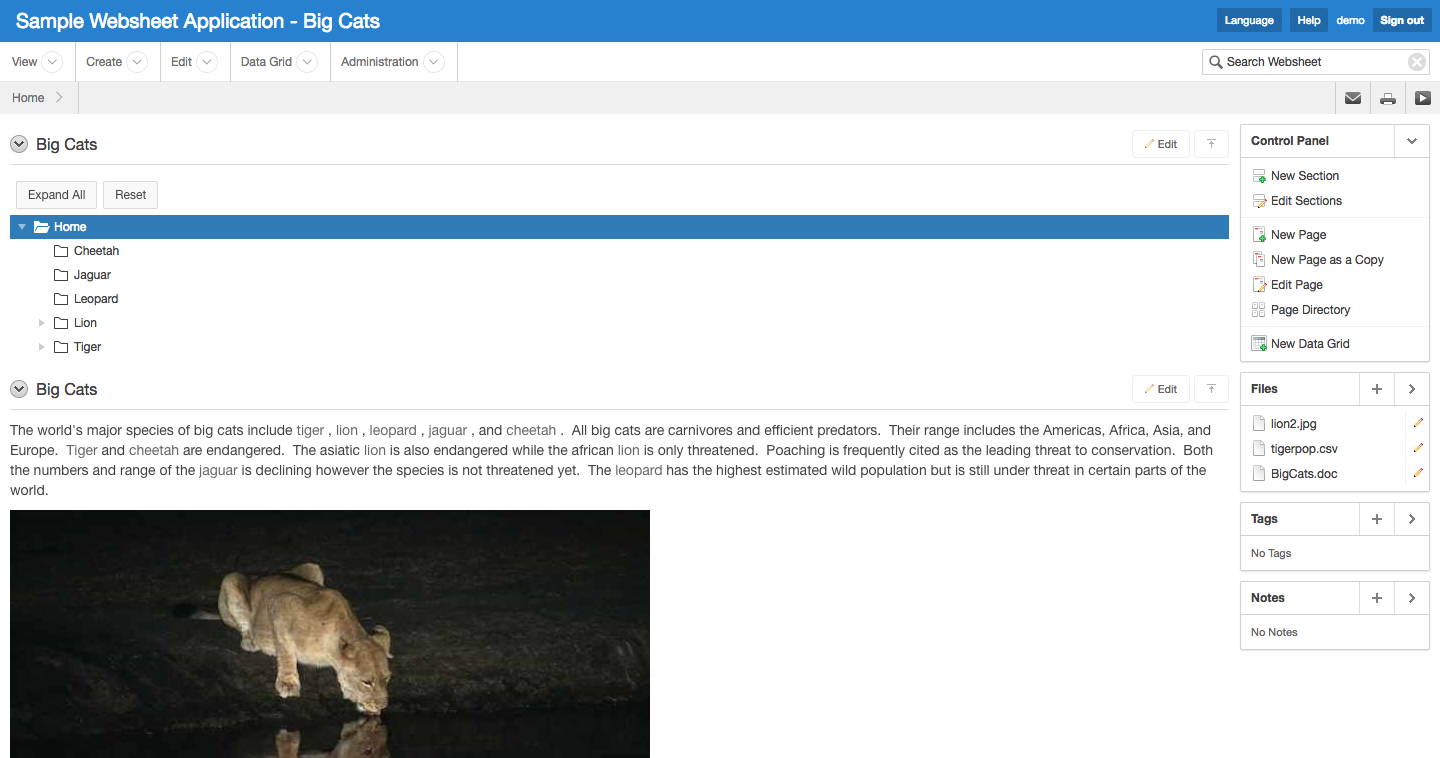 Sample Websheet Application - Big Cats
Language Help demo Sign out
View Create Edit Data Grid Administration
Search Websheet
Home
Big Cats
Edit
Expand All Reset
Home
Cheetah
Jaguar
Leopard
Lion
Tiger
Big Cats
Edit
The world's major species of big cats include tiger , lion , leopard , jaguar , and cheetah .  All big cats are carnivores and efficient predators.  Their range includes the Americas, Africa, Asia, and
Europe.  Tiger and cheetah are endangered.  The asiatic lion is also endangered while the african lion is only threatened.  Poaching is frequently cited as the leading threat to conservation.  Both
the numbers and range of the jaguar is declining however the species is not threatened yet.  The leopard has the highest estimated wild population but is still under threat in certain parts of the
world.
Control Panel
New Section
Edit Sections
New Page
New Page as a Copy
Edit Page
Page Directory
New Data Grid
Files
lion2.jpg
tigerpop.csv
BigCats.doc
Tags
No Tags
Notes
No Notes